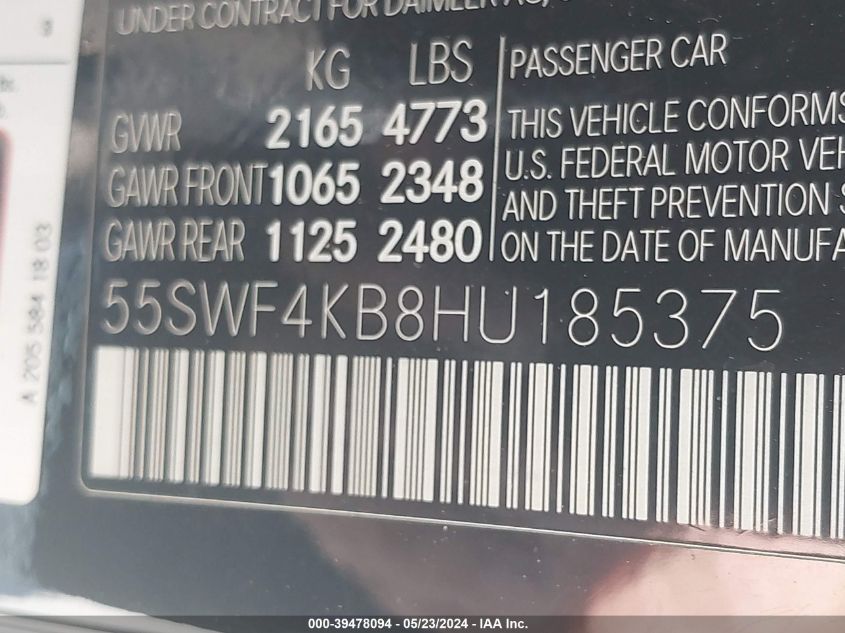 UNDER CONTRACT FOR DAIMLER AG,
KG LBS
PASSENGER CAR
GVWR 2165 4773
GAWR FRONT 1065 2348
GAWR REAR 1125 2480
THIS VEHICLE CONFORMS
U.S. FEDERAL MOTOR VEH
AND THEFT PREVENTION S
ON THE DATE OF MANUFA
55SWF4KB8HU185375
A 205 584 18 03
000-39478094 - 05/23/2024 - IAA Inc.